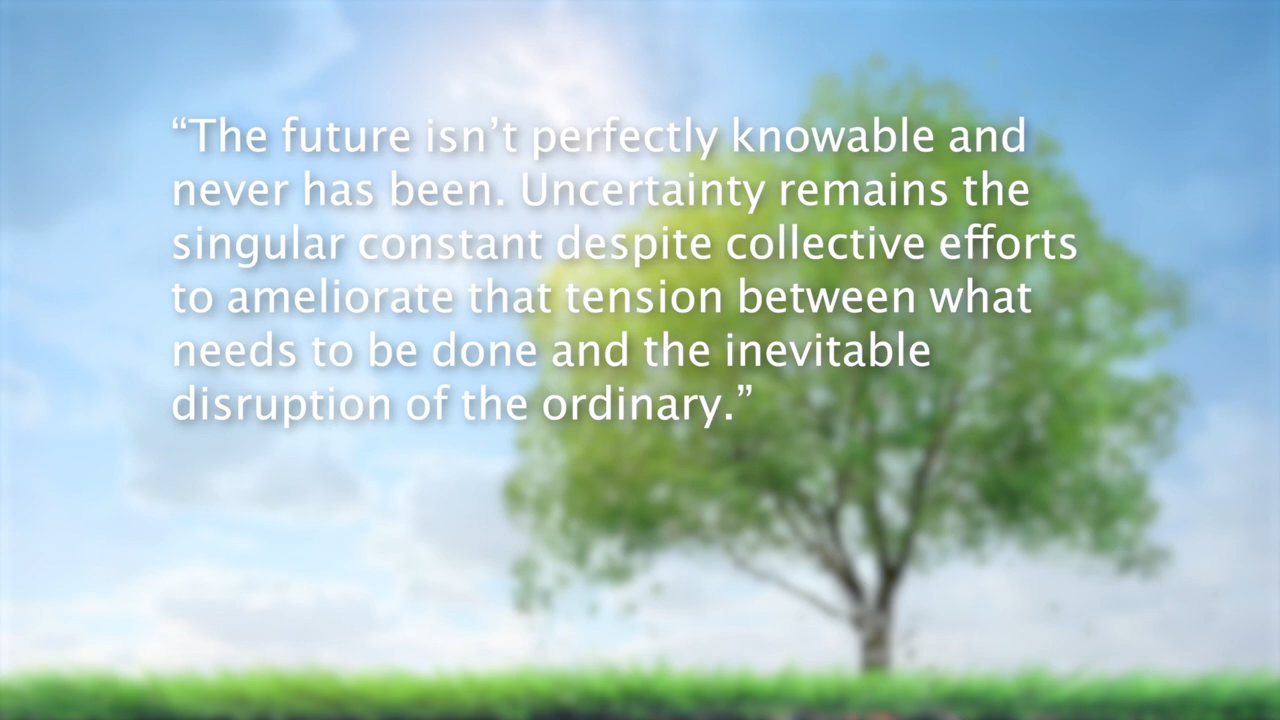 “The future isn’t perfectly knowable and
never has been. Uncertainty remains the
singular constant despite collective efforts
to ameliorate that tension between what
needs to be done and the inevitable
disruption of the ordinary.”